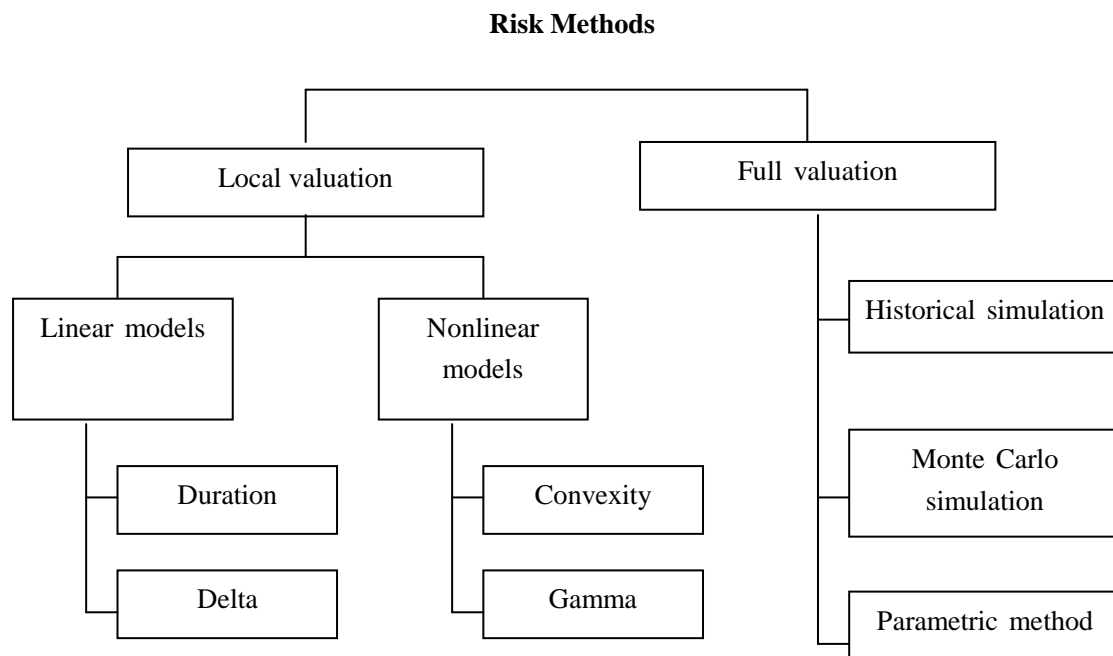 Risk Methods
Local valuation
Full valuation
Linear models
Nonlinear
models
Historical simulation
Duration
Convexity
Monte Carlo
simulation
Delta
Gamma
Parametric method